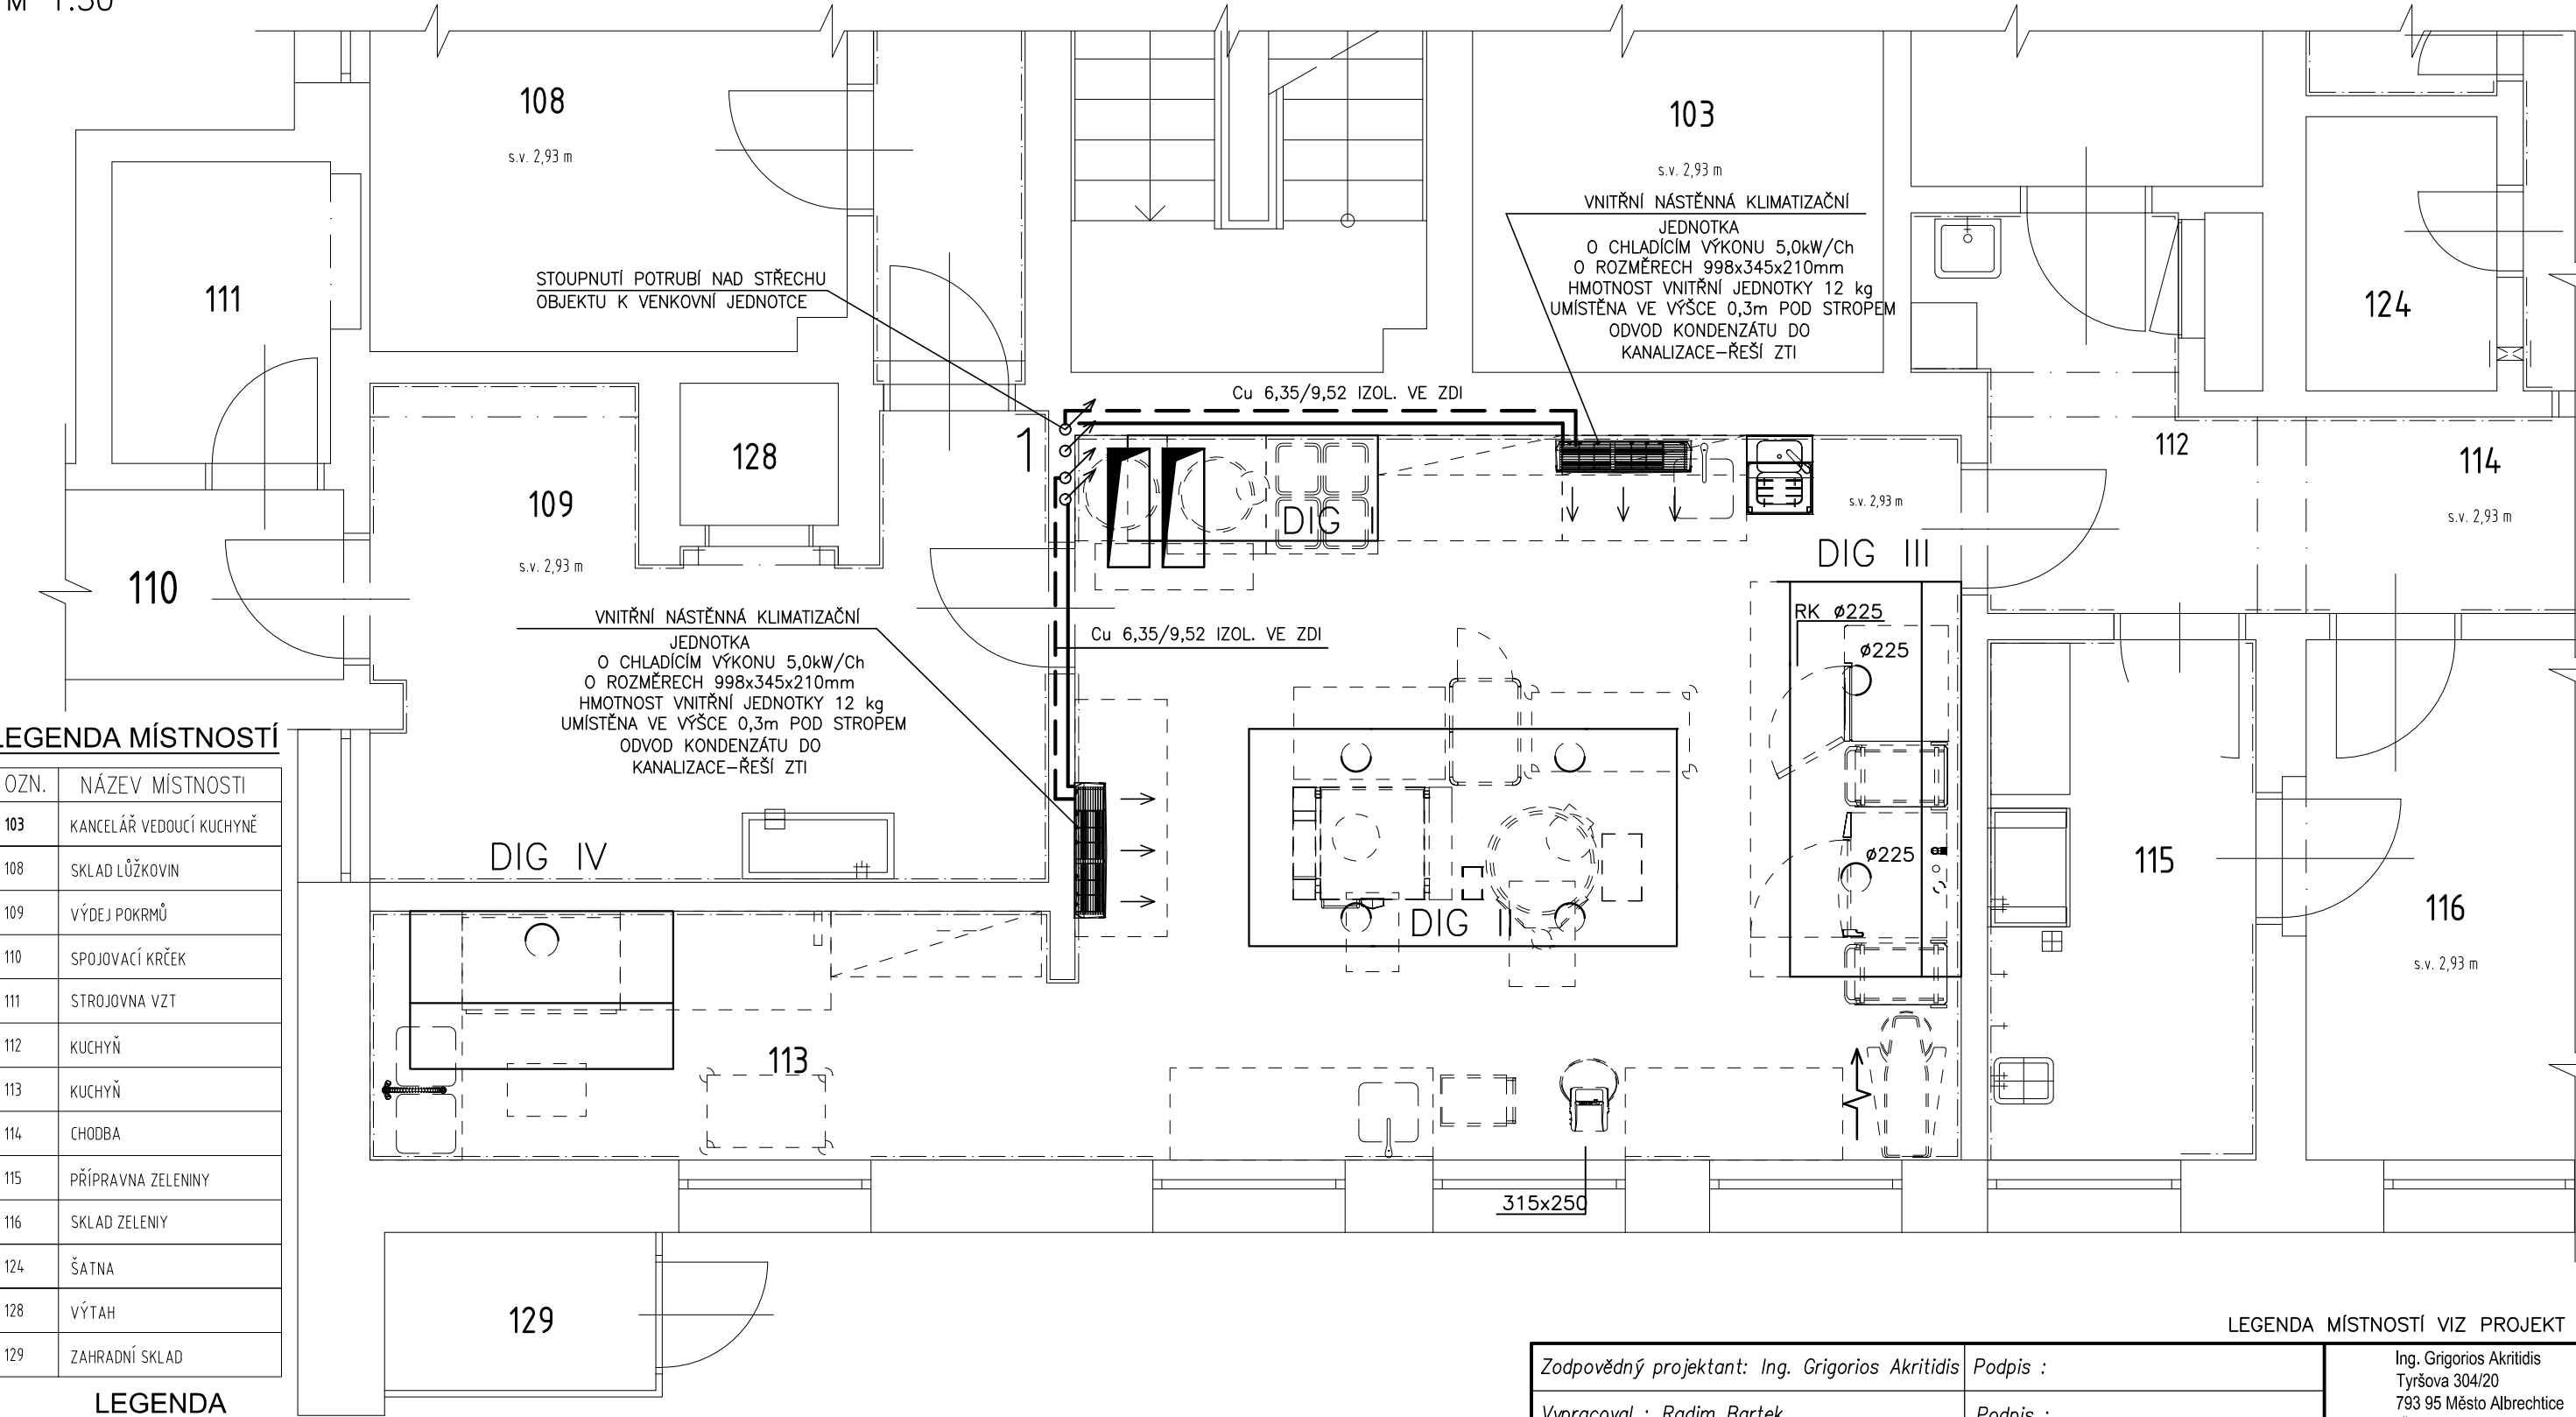 M 1:50
108
s.v. 2,93 m
103
s.v. 2,93 m
VNITŘNÍ NÁSTĚNNÁ KLIMATIZAČNÍ
JEDNOTKA
O CHLADÍCÍM VÝKONU 5,0kW/Ch
O ROZMĚRECH 998x345x210mm
HMOTNOST VNITŘNÍ JEDNOTKY 12 kg
UMÍSTĚNA VE VÝŠCE 0,3m POD STROPEM
ODVOD KONDENZÁTU DO
KANALIZACE-ŘEŠÍ ZTI
STOUPNUTÍ POTRUBÍ NAD STŘECHU
OBJEKTU K VENKOVNÍ JEDNOTCE
111
124
Cu 6,35/9,52 IZOL. VE ZDI
1
128
112
114
s.v. 2,93 m
109
s.v. 2,93 m
DIG I
s.v. 2,93 m
DIG III
110
VNITŘNÍ NÁSTĚNNÁ KLIMATIZAČNÍ
JEDNOTKA
O CHLADÍCÍM VÝKONU 5,0kW/Ch
O ROZMĚRECH 998x345x210mm
HMOTNOST VNITŘNÍ JEDNOTKY 12 kg
UMÍSTĚNA VE VÝŠCE 0,3m POD STROPEM
ODVOD KONDENZÁTU DO
KANALIZACE-ŘEŠÍ ZTI
Cu 6,35/9,52 IZOL. VE ZDI
RK ø225
ø225
ø225
DIG IV
DIG II
115
116
s.v. 2,93 m
113
315x250
129
LEGENDA MÍSTNOSTÍ
OZN. NÁZEV MÍSTNOSTI
103 KANCELÁŘ VEDOUCÍ KUCHYNĚ
108 SKLAD LŮŽKOVIN
109 VÝDEJ POKRMŮ
110 SPOJOVACÍ KRČEK
111 STROJOVNA VZT
112 KUCHYŇ
113 KUCHYŇ
114 CHODBA
115 PŘÍPRAVNA ZELENINY
116 SKLAD ZELENIY
124 ŠATNA
128 VÝTAH
129 ZAHRADNÍ SKLAD
LEGENDA
LEGENDA MÍSTNOSTÍ VIZ PROJEKT
Zodpovědný projektant: Ing. Grigorios Akritidis Podpis :
Vypracoval : Radim Bartek Podpis :
Ing. Grigorios Akritidis
Tyršova 304/20
793 95 Město Albrechtice